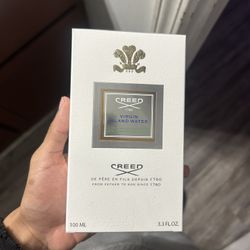 CREED
1760
VIRGIN
ISLAND WATER
CREED
DE PÈRE EN FILS DEPUIS 1760
FROM FATHER TO SON SINCE 1760
100 ML
3.3 FL.OZ.